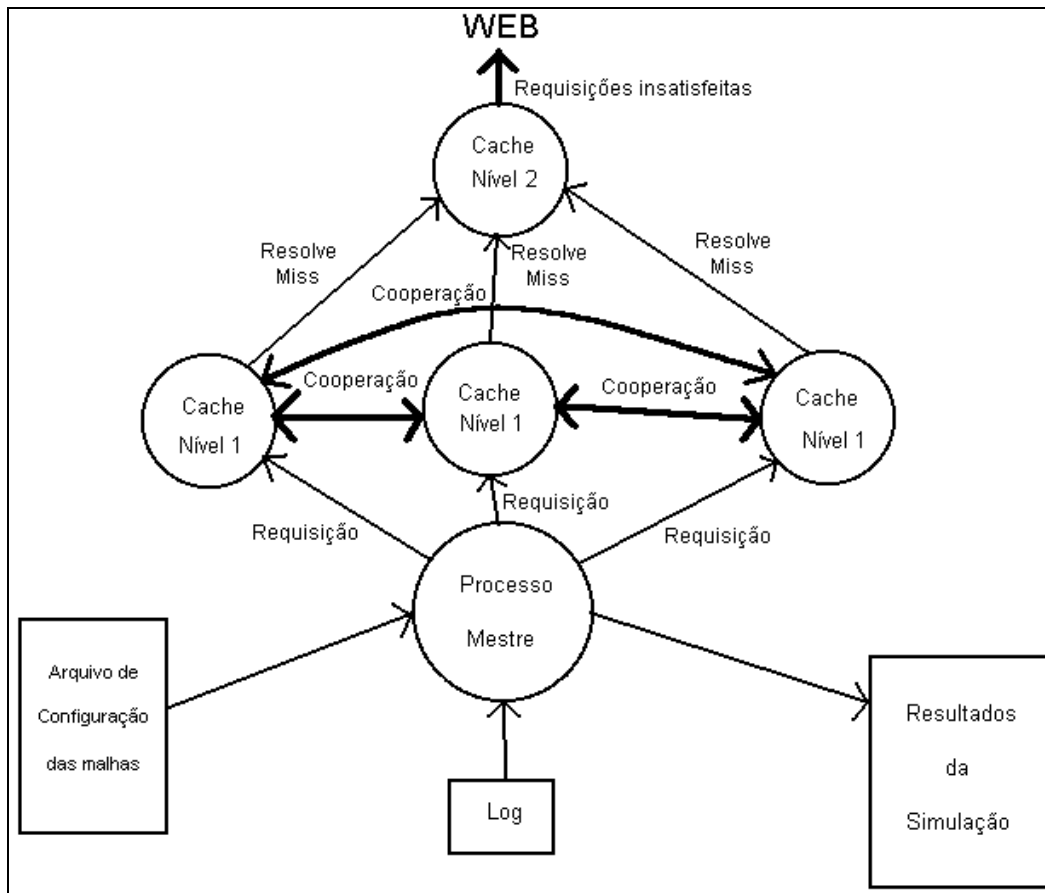 WEB
Requisições insatisfeitas
Cache
Nível 2
Resolve
Miss
Resolve
Miss
Resolve
Miss
Cooperação
Cooperação
Cooperação
Cache
Nível 1
Cache
Nível 1
Cache
Nível 1
Requisição
Requisição
Requisição
Processo
Mestre
Arquivo de
Configuração
das malhas
Log
Resultados
da
Simulação